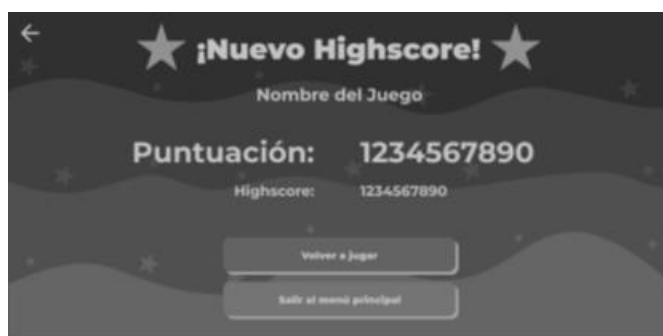 ¡Nuevo Highscore!
Nombre del Juego
Puntuación: 1234567890
Highscore: 1234567890
Volver a jugar
Salir al menú principal